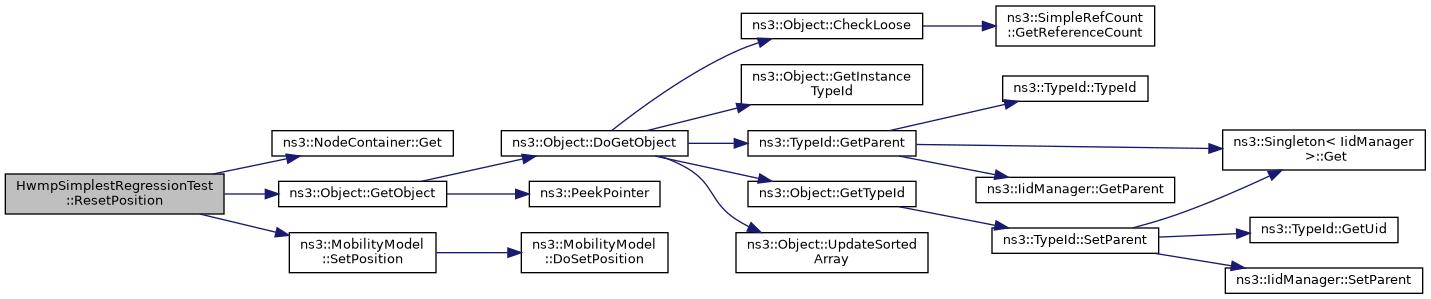 HwmpSimplestRegressionTest
::ResetPosition
ns3::NodeContainer::Get
ns3::Object::GetObject
ns3::MobilityModel
::SetPosition
ns3::Object::DoGetObject
ns3::PeekPointer
ns3::MobilityModel
::DoSetPosition
ns3::Object::CheckLoose
ns3::Object::GetInstance
TypeId
ns3::TypeId::GetParent
ns3::Object::GetTypeId
ns3::Object::UpdateSorted
Array
ns3::SimpleRefCount
::GetReferenceCount
ns3::TypeId::TypeId
ns3::IidManager::GetParent
ns3::TypeId::SetParent
ns3::Singleton< IidManager
>::Get
ns3::TypeId::GetUid
ns3::IidManager::SetParent